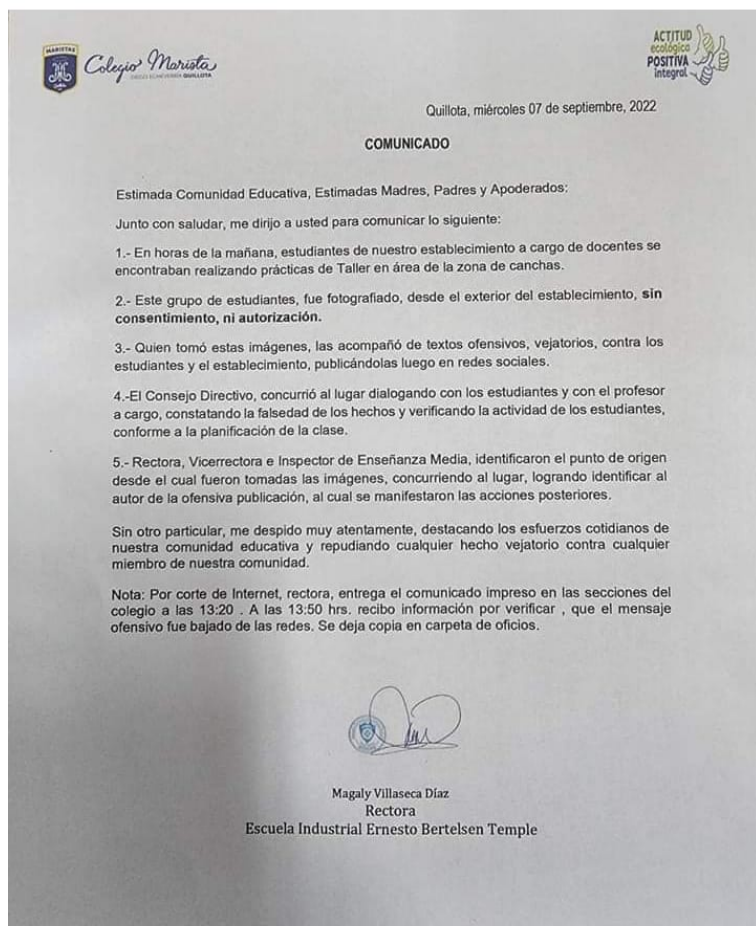 MARISTAS
Colegio Marista
DIEGO ECHEVERRÍA QUILLOTA
ACTITUD
ecológica
POSITIVA
integral
Quillota, miércoles 07 de septiembre, 2022
COMUNICADO
Estimada Comunidad Educativa, Estimadas Madres, Padres y Apoderados:
Junto con saludar, me dirijo a usted para comunicar lo siguiente:
1.- En horas de la mañana, estudiantes de nuestro establecimiento a cargo de docentes se
encontraban realizando prácticas de Taller en área de la zona de canchas.
2.- Este grupo de estudiantes, fue fotografiado, desde el exterior del establecimiento, sin
consentimiento, ni autorización.
3.- Quien tomó estas imágenes, las acompañó de textos ofensivos, vejatorios, contra los
estudiantes y el establecimiento, publicándolas luego en redes sociales.
4.-El Consejo Directivo, concurrió al lugar dialogando con los estudiantes y con el profesor
a cargo, constatando la falsedad de los hechos y verificando la actividad de los estudiantes,
conforme a la planificación de la clase.
5.- Rectora, Vicerrectora e Inspector de Enseñanza Media, identificaron el punto de origen
desde el cual fueron tomadas las imágenes, concurriendo al lugar, logrando identificar al
autor de la ofensiva publicación, al cual se manifestaron las acciones posteriores.
Sin otro particular, me despido muy atentamente, destacando los esfuerzos cotidianos de
nuestra comunidad educativa y repudiando cualquier hecho vejatorio contra cualquier
miembro de nuestra comunidad.
Nota: Por corte de Internet, rectora, entrega el comunicado impreso en las secciones del
colegio a las 13:20 . A las 13:50 hrs. recibo información por verificar , que el mensaje
ofensivo fue bajado de las redes. Se deja copia en carpeta de oficios.
Magaly Villaseca Díaz
Rectora
Escuela Industrial Ernesto Bertelsen Temple